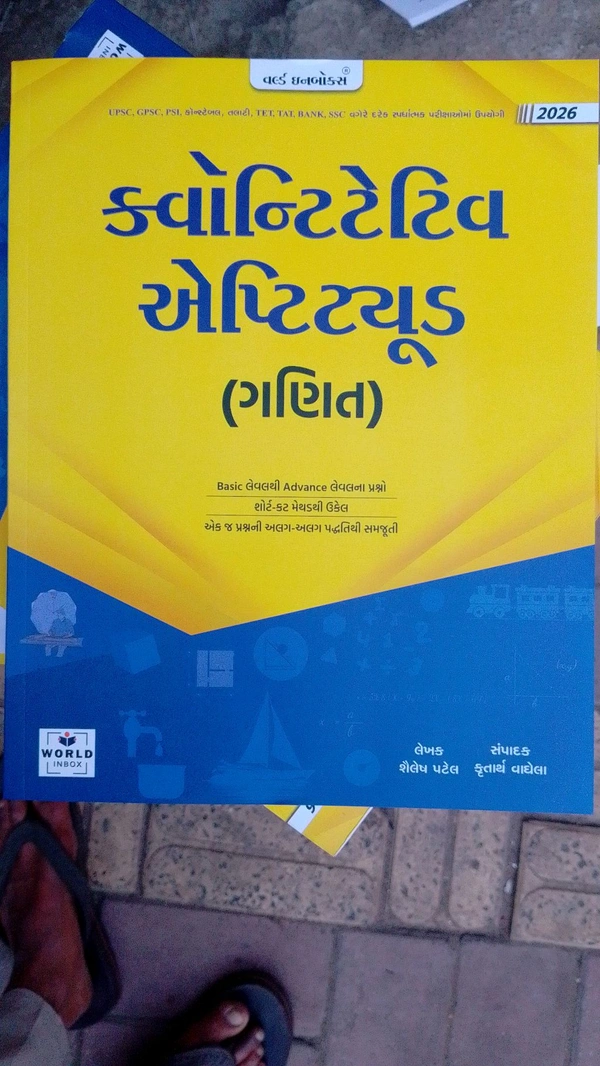 વર્લ્ડ ઇનબોક્સ®
UPSC, GPSC, PSI, કોન્સ્ટેબલ, તલાટી, TET, TAT, BANK, SSC વગેરે દરેક સ્પર્ધાત્મક પરીક્ષાઓમાં ઉપયોગી
2026
ક્વોન્ટિટેટિવ
એપ્ટિટ્યૂડ
(ગણિત)
Basic લેવલથી Advance લેવલના પ્રશ્નો
શોર્ટ-કટ મેથડથી ઉકેલ
એક જ પ્રશ્નની અલગ-અલગ પદ્ધતિથી સમજૂતી
લેખક
શૈલેષ પટેલ
સંપાદક
કૃતાર્થ વાઘેલા
WORLD
INBOX